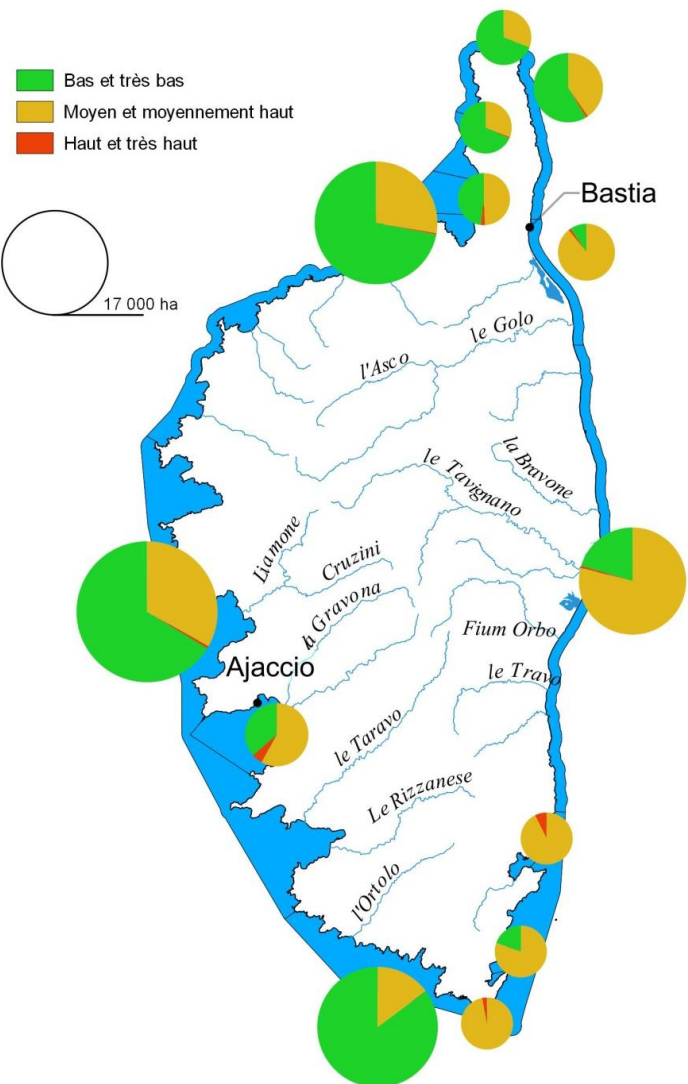 Bas et très bas
Moyen et moyennement haut
Haut et très haut
Bastia
17 000 ha
le Golo
l'Asco
la Bravone
le Tavignano
Liamone
Cruzini
la Gravona
Fium Orbo
Ajaccio
le Travo
le Taravo
Le Rizzanese
l'Ortolo